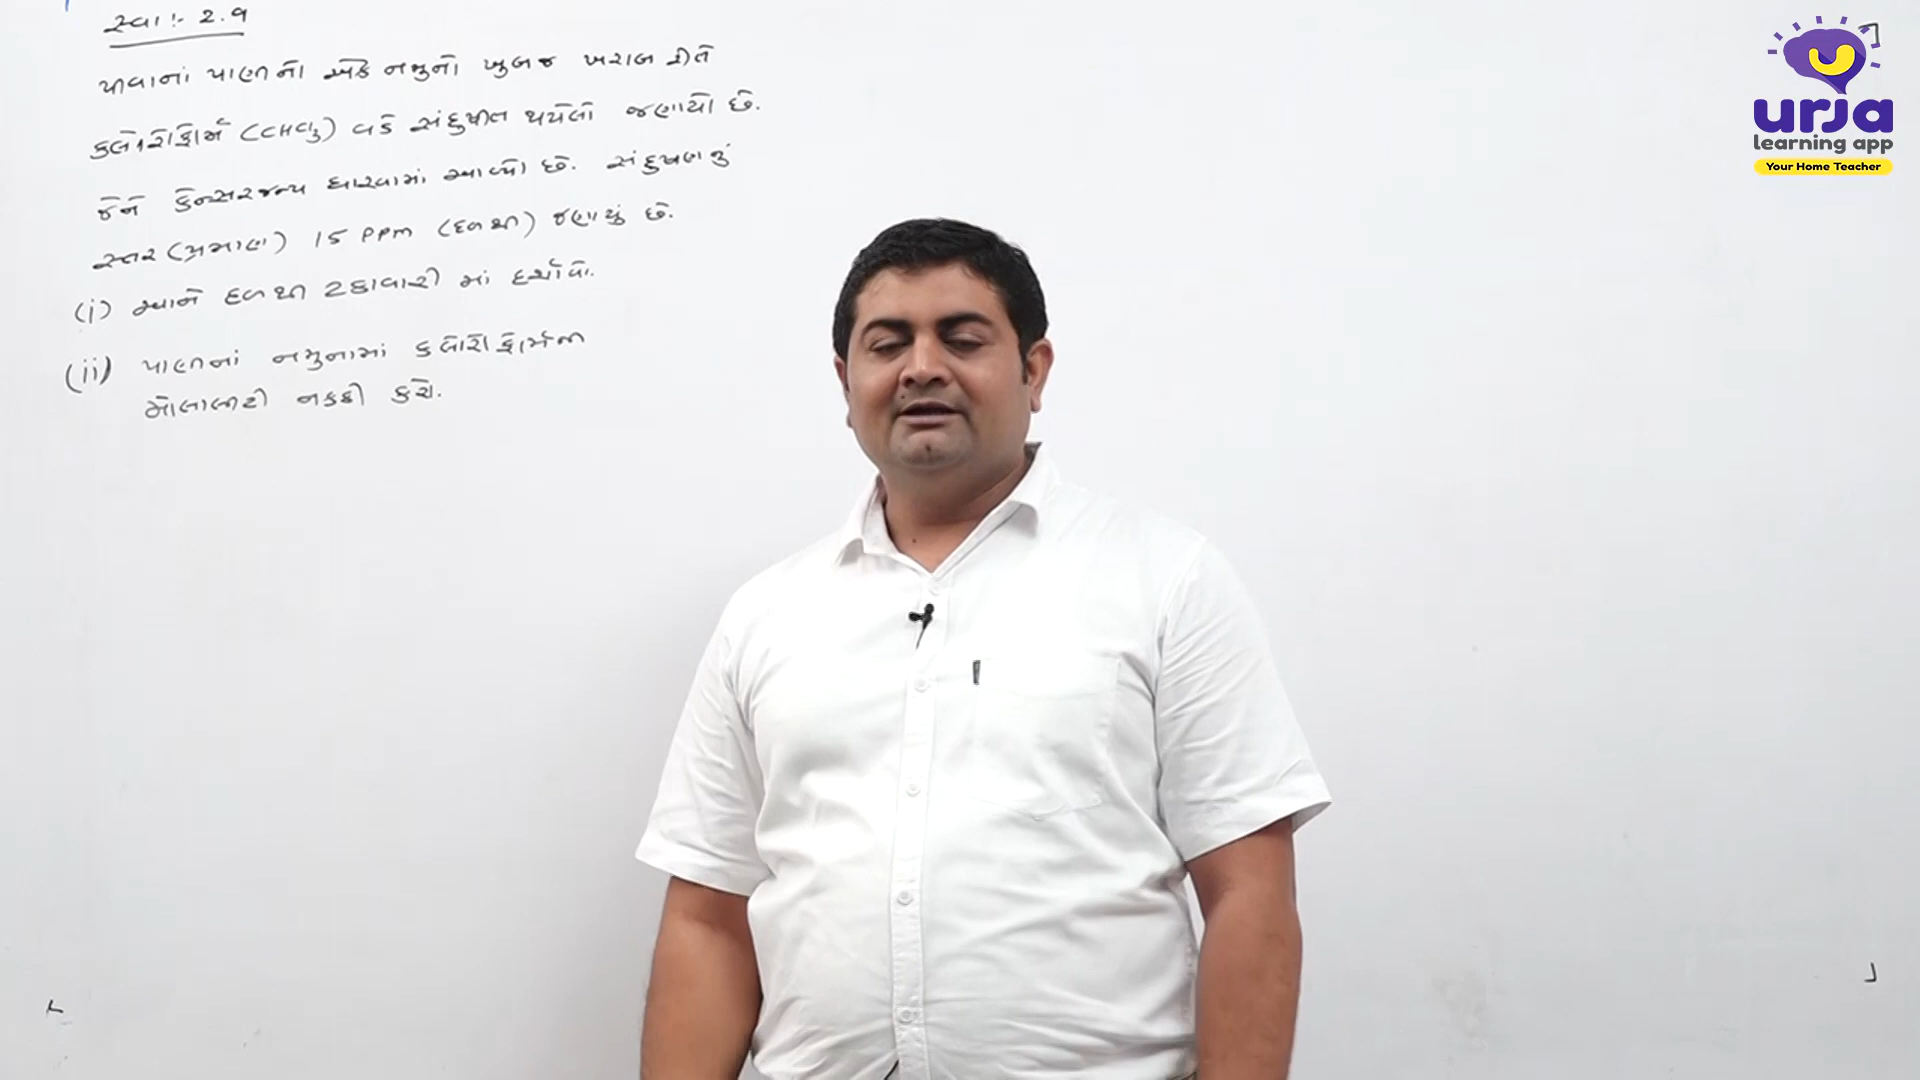 સ્વા :- 2.9
પીવાનાં પાણીનો એક નમુનો ખુબજ ખરાબ રીતે
ક્લોરોફોર્મ (CHCl3) વડે સંદુષીત થયેલો જણાયો છે.
જેને કેન્સરજન્ય ધારવામાં આવ્યો છે. સંદુષણનું
સ્તર (પ્રમાણ) 15 PPm (દળથી) જણાયું છે.
(i) આને દળથી ટકાવારી માં દર્શાવો.
(ii) પાણીનાં નમુનામાં ક્લોરોફોર્મની
મોલાલીટી નક્કી કરો.
urja
learning app
Your Home Teacher